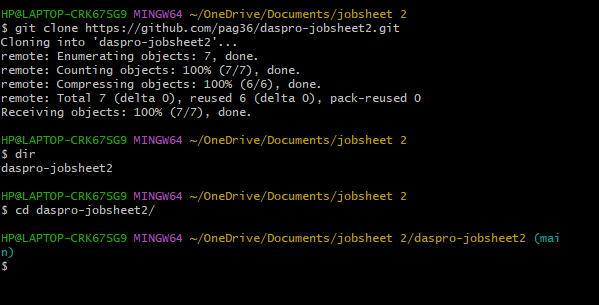 HP@LAPTOP-CRK67SG9 MINGW64 ~/OneDrive/Documents/jobsheet 2
$ git clone https://github.com/pag36/daspro-jobsheet2.git
Cloning into 'daspro-jobsheet2'...
remote: Enumerating objects: 7, done.
remote: Counting objects: 100% (7/7), done.
remote: Compressing objects: 100% (6/6), done.
remote: Total 7 (delta 0), reused 6 (delta 0), pack-reused 0
Receiving objects: 100% (7/7), done.
HP@LAPTOP-CRK67SG9 MINGW64 ~/OneDrive/Documents/jobsheet 2
$ dir
daspro-jobsheet2
HP@LAPTOP-CRK67SG9 MINGW64 ~/OneDrive/Documents/jobsheet 2
$ cd daspro-jobsheet2/
HP@LAPTOP-CRK67SG9 MINGW64 ~/OneDrive/Documents/jobsheet 2/daspro-jobsheet2 (mai
n)
$